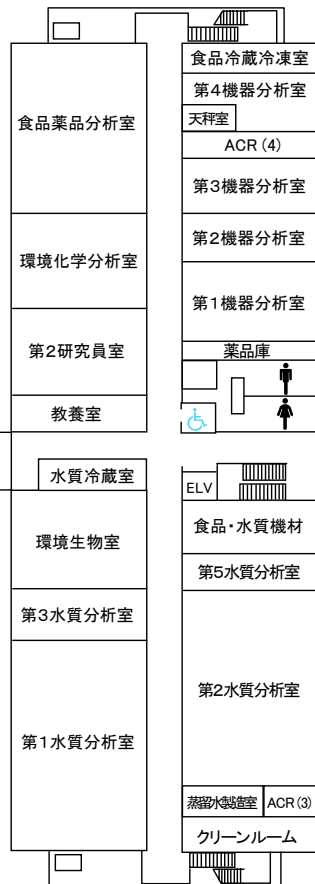 食品冷蔵冷凍室
第4機器分析室
天秤室
食品薬品分析室
ACR(4)
第3機器分析室
第2機器分析室
環境化学分析室
第1機器分析室
第2研究員室
薬品庫
教養室
水質冷蔵室
ELV
食品・水質機材
環境生物室
第5水質分析室
第3水質分析室
第2水質分析室
第1水質分析室
蒸留水製造室
ACR(3)
クリーンルーム